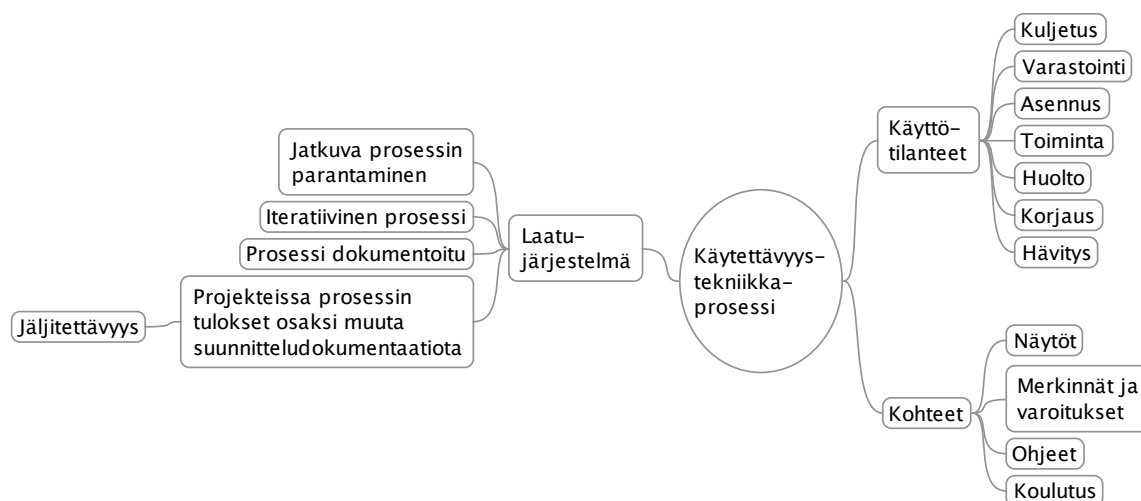 Jatkuva prosessin
parantaminen
Iteratiivinen prosessi
Prosessi dokumentoitu
Projekteissa prosessin
tulokset osaksi muuta
suunnitteludokumentaatiota
Jäljitettävyys
Laatu–
järjestelmä
Käytettävyys–
tekniikka–
prosessi
Käyttö–
tilanteet
Kuljetus
Varastointi
Asennus
Toiminta
Huolto
Korjaus
Hävitys
Kohteet
Näytöt
Merkinnät ja
varoitukset
Ohjeet
Koulutus